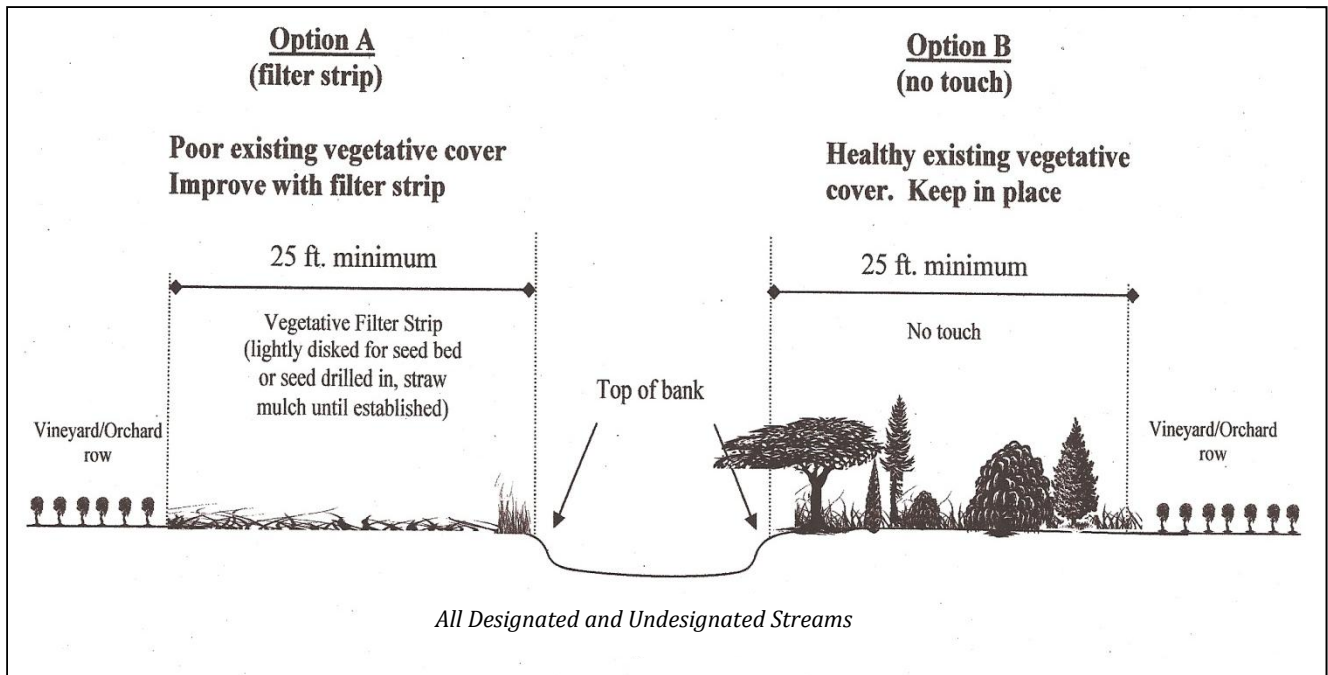 Option A
(filter strip)
Poor existing vegetative cover
Improve with filter strip
25 ft. minimum
Vegetative Filter Strip
(lightly disked for seed bed
or seed drilled in, straw
mulch until established)
Vineyard/Orchard
row
Top of bank
Option B
(no touch)
Healthy existing vegetative
cover. Keep in place
25 ft. minimum
No touch
Vineyard/Orchard
row
All Designated and Undesignated Streams